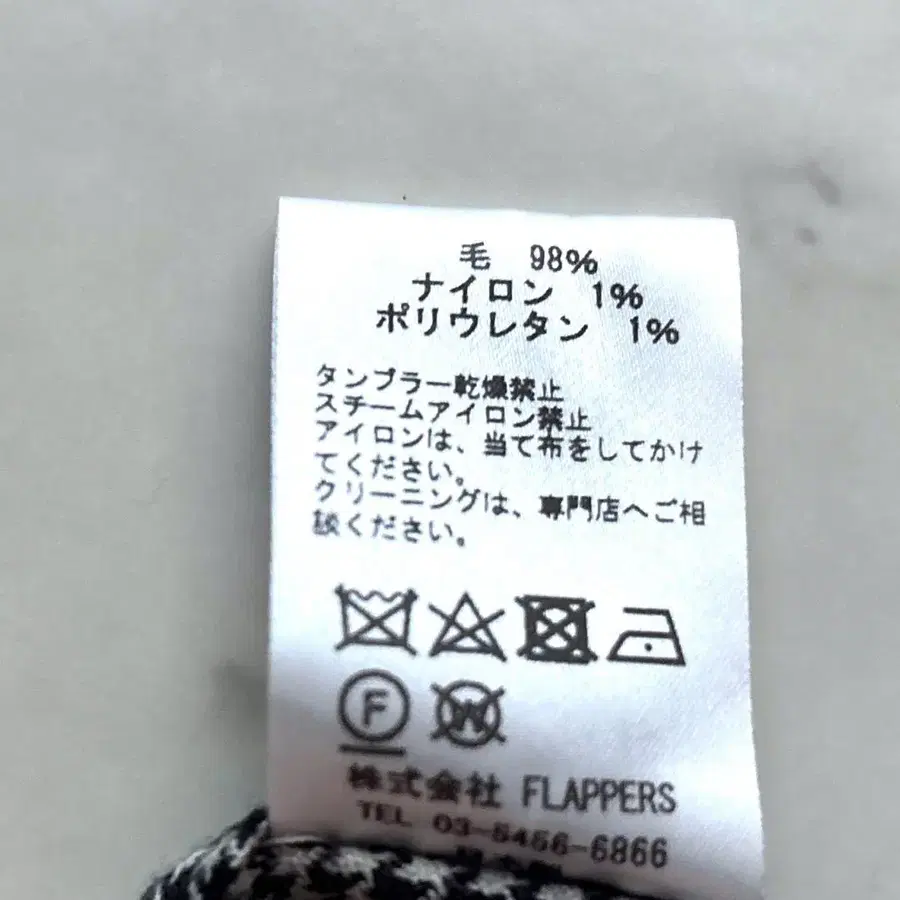 毛 98%
ナイロン 1%
ポリウレタン 1%
タンブラー乾燥禁止
スチームアイロン禁止
アイロンは、当て布をしてかけ
てください。
クリーニングは、専門店へご相
談ください。
F W
株式会社 FLAPPERS
TEL 03-5456-6866